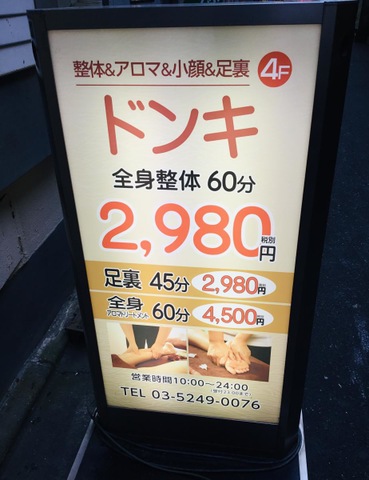 整体&アロマ&小顔&足裏 4F
ドンキ
全身整体 60分
2,980円 税別
足裏 45分 2,980円
全身 60分 4,500円
アロマトリートメント
営業時間10:00～24:00
TEL 03-5249-0076